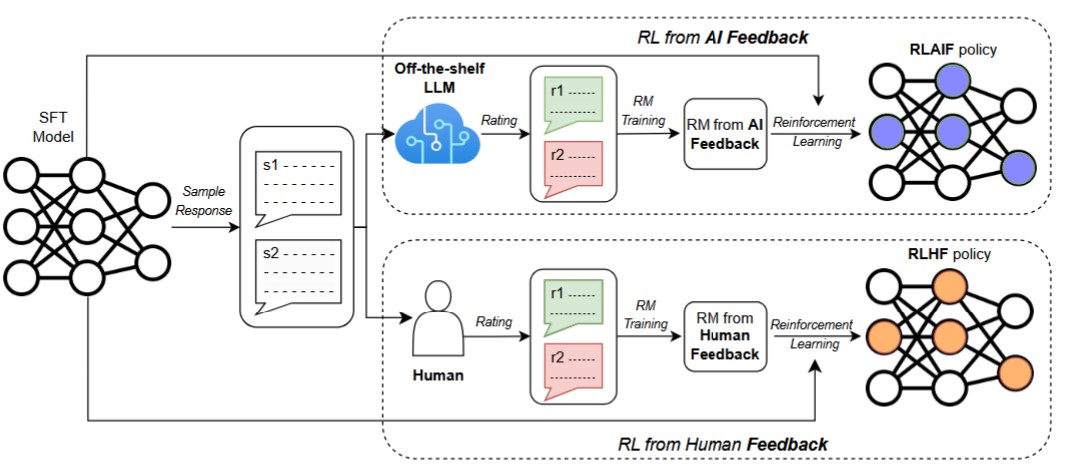 RL from AI Feedback
SFT
Model
Sample
Response
s1
s2
Off-the-shelf
LLM
Rating
r1
r2
RM
Training
RM from AI
Feedback
Reinforcement
Learning
RLAIF policy
Human
Rating
r1
r2
RM
Training
RM from
Human
Feedback
Reinforcement
Learning
RLHF policy
RL from Human Feedback